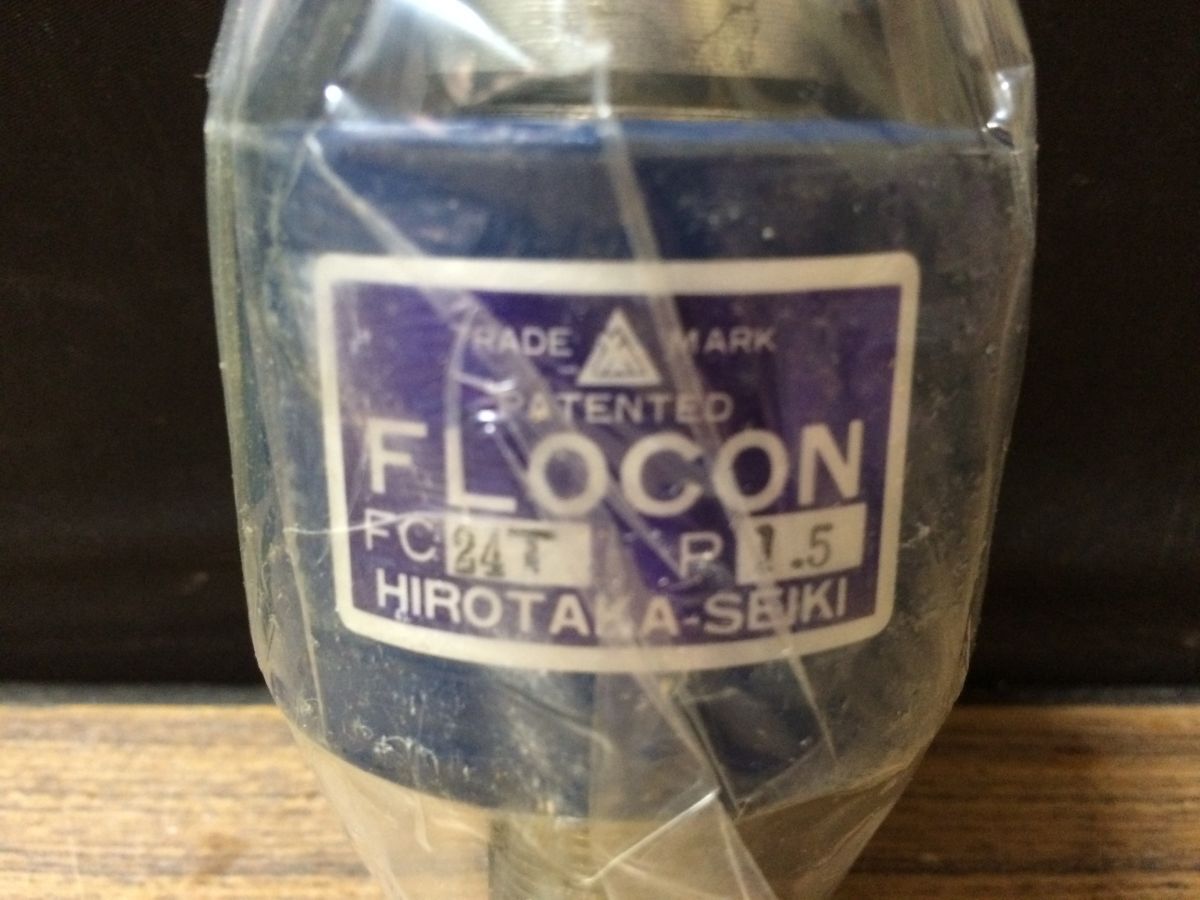 TRADE MARK
PATENTED
FLOCON
FC 24T R 1.5
HIROTAKA-SEIKI